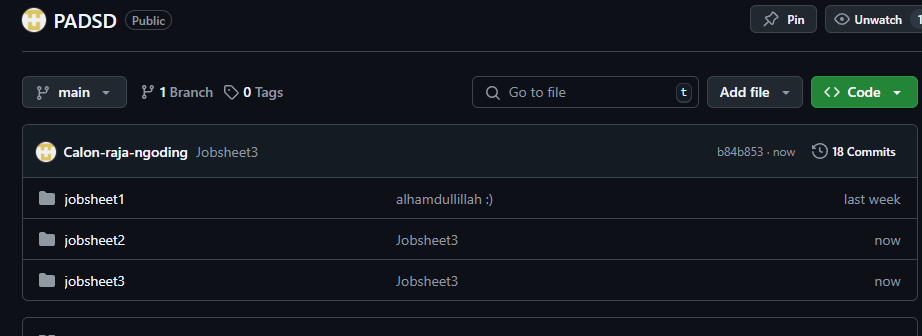 PADSD Public Pin Unwatch 1
main 1 Branch 0 Tags Go to file t Add file Code
Calon-raja-ngoding Jobsheet3 b84b853 · now 18 Commits
jobsheet1 alhamdullillah :) last week
jobsheet2 Jobsheet3 now
jobsheet3 Jobsheet3 now